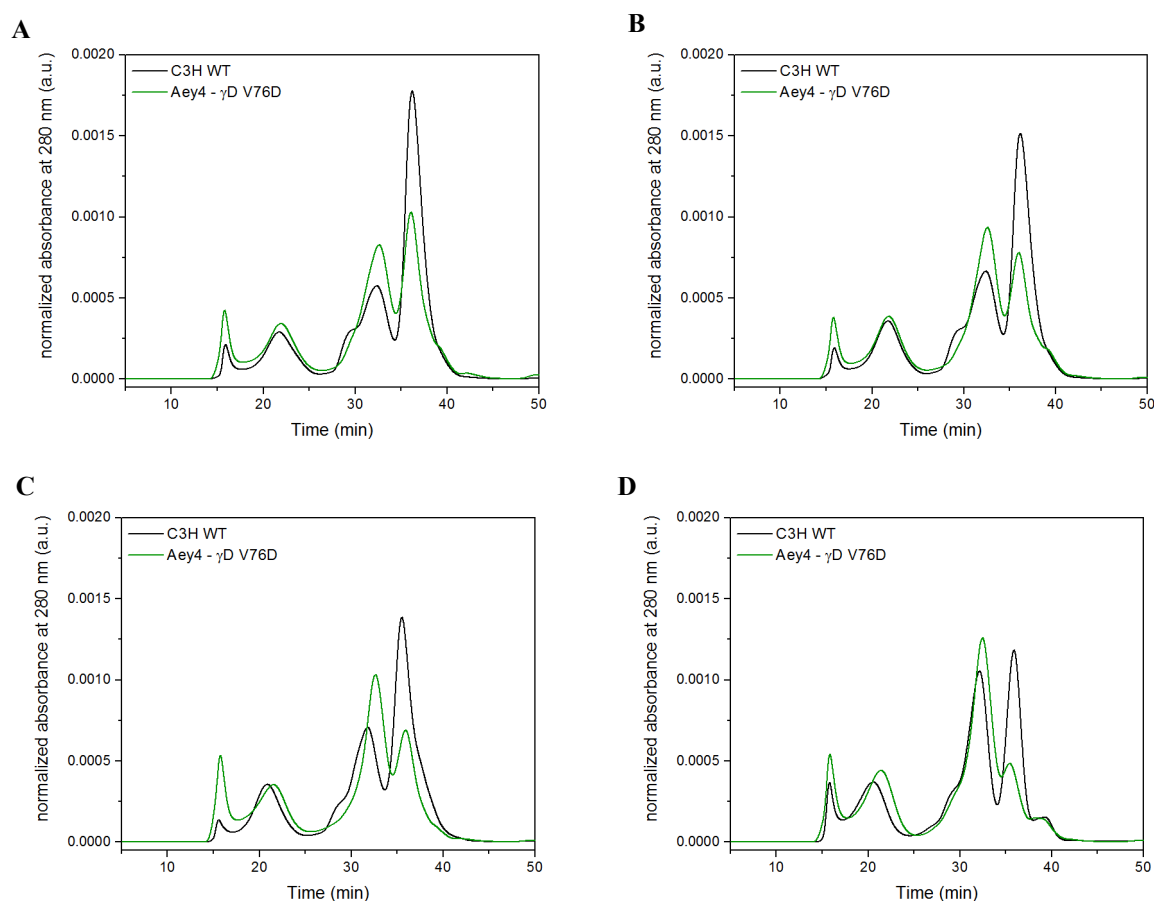 A
normalized absorbance at 280 nm (a.u.)
0.0020
0.0015
0.0010
0.0005
0.0000
C3H WT
Aey4 - γD V76D
10 20 30 40 50
Time (min)
B
normalized absorbance at 280 nm (a.u.)
0.0020
0.0015
0.0010
0.0005
0.0000
C3H WT
Aey4 - γD V76D
10 20 30 40 50
Time (min)
C
normalized absorbance at 280 nm (a.u.)
0.0020
0.0015
0.0010
0.0005
0.0000
C3H WT
Aey4 - γD V76D
10 20 30 40 50
Time (min)
D
normalized absorbance at 280 nm (a.u.)
0.0020
0.0015
0.0010
0.0005
0.0000
C3H WT
Aey4 - γD V76D
10 20 30 40 50
Time (min)